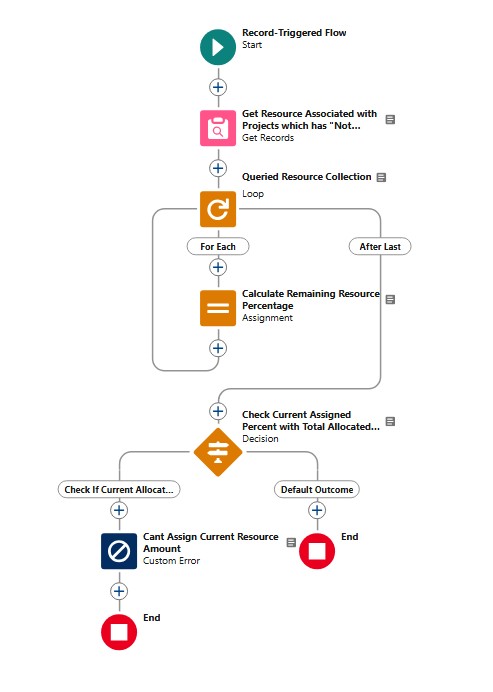 Record-Triggered Flow
Start
Get Resource Associated with
Projects which has "Not...
Get Records
Queried Resource Collection
Loop
For Each
After Last
Calculate Remaining Resource
Percentage
Assignment
Check Current Assigned
Percent with Total Allocated...
Decision
Check If Current Allocat...
Default Outcome
Cant Assign Current Resource
Amount
Custom Error
End
End